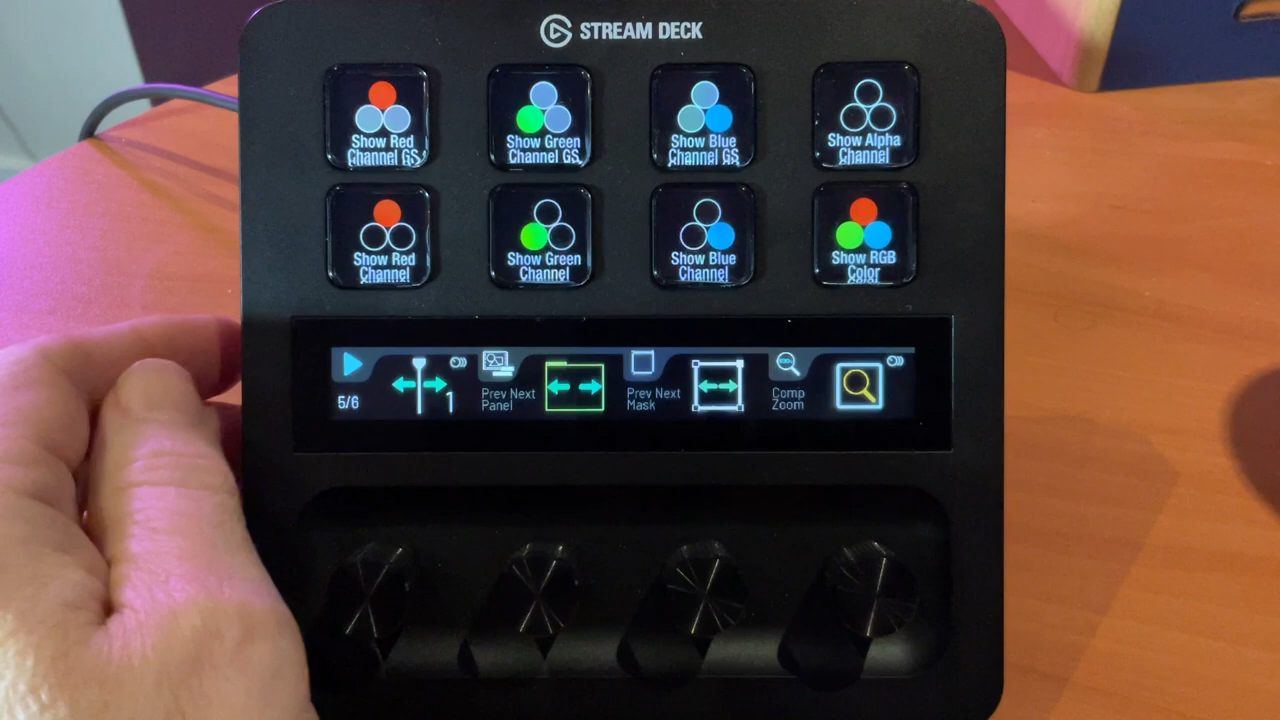 STREAM DECK
Show Red
Channel GS
Show Green
Channel GS
Show Blue
Channel GS
Show Alpha
Channel
Show Red
Channel
Show Green
Channel
Show Blue
Channel
Show RGB
Color
5/6
1
Prev Next
Panel
Prev Next
Mask
100%
Comp
Zoom